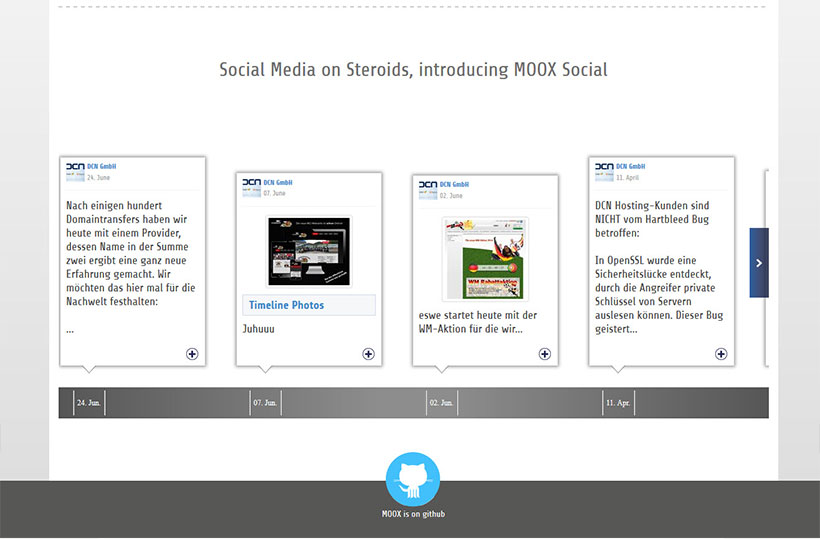 Social Media on Steroids, introducing MOOX Social
DCN DCN GmbH
24. June
Nach einigen hundert
Domaintransfers haben wir
heute mit einem Provider,
dessen Name in der Summe
zwei ergibt eine ganz neue
Erfahrung gemacht. Wir
möchten das hier mal für die
Nachwelt festhalten:
...
DCN DCN GmbH
07. June
Timeline Photos
Juhuuu
DCN DCN GmbH
02. June
WM Rabattaktion
eswe startet heute mit der
WM-Aktion für die wir...
DCN DCN GmbH
11. April
DCN Hosting-Kunden sind
NICHT vom Hartbleed Bug
betroffen:
In OpenSSL wurde eine
Sicherheitslücke entdeckt,
durch die Angreifer private
Schlüssel von Servern
auslesen können. Dieser Bug
geistert...
24. Jun.
07. Jun.
02. Jun.
11. Apr.
MOOX is on github